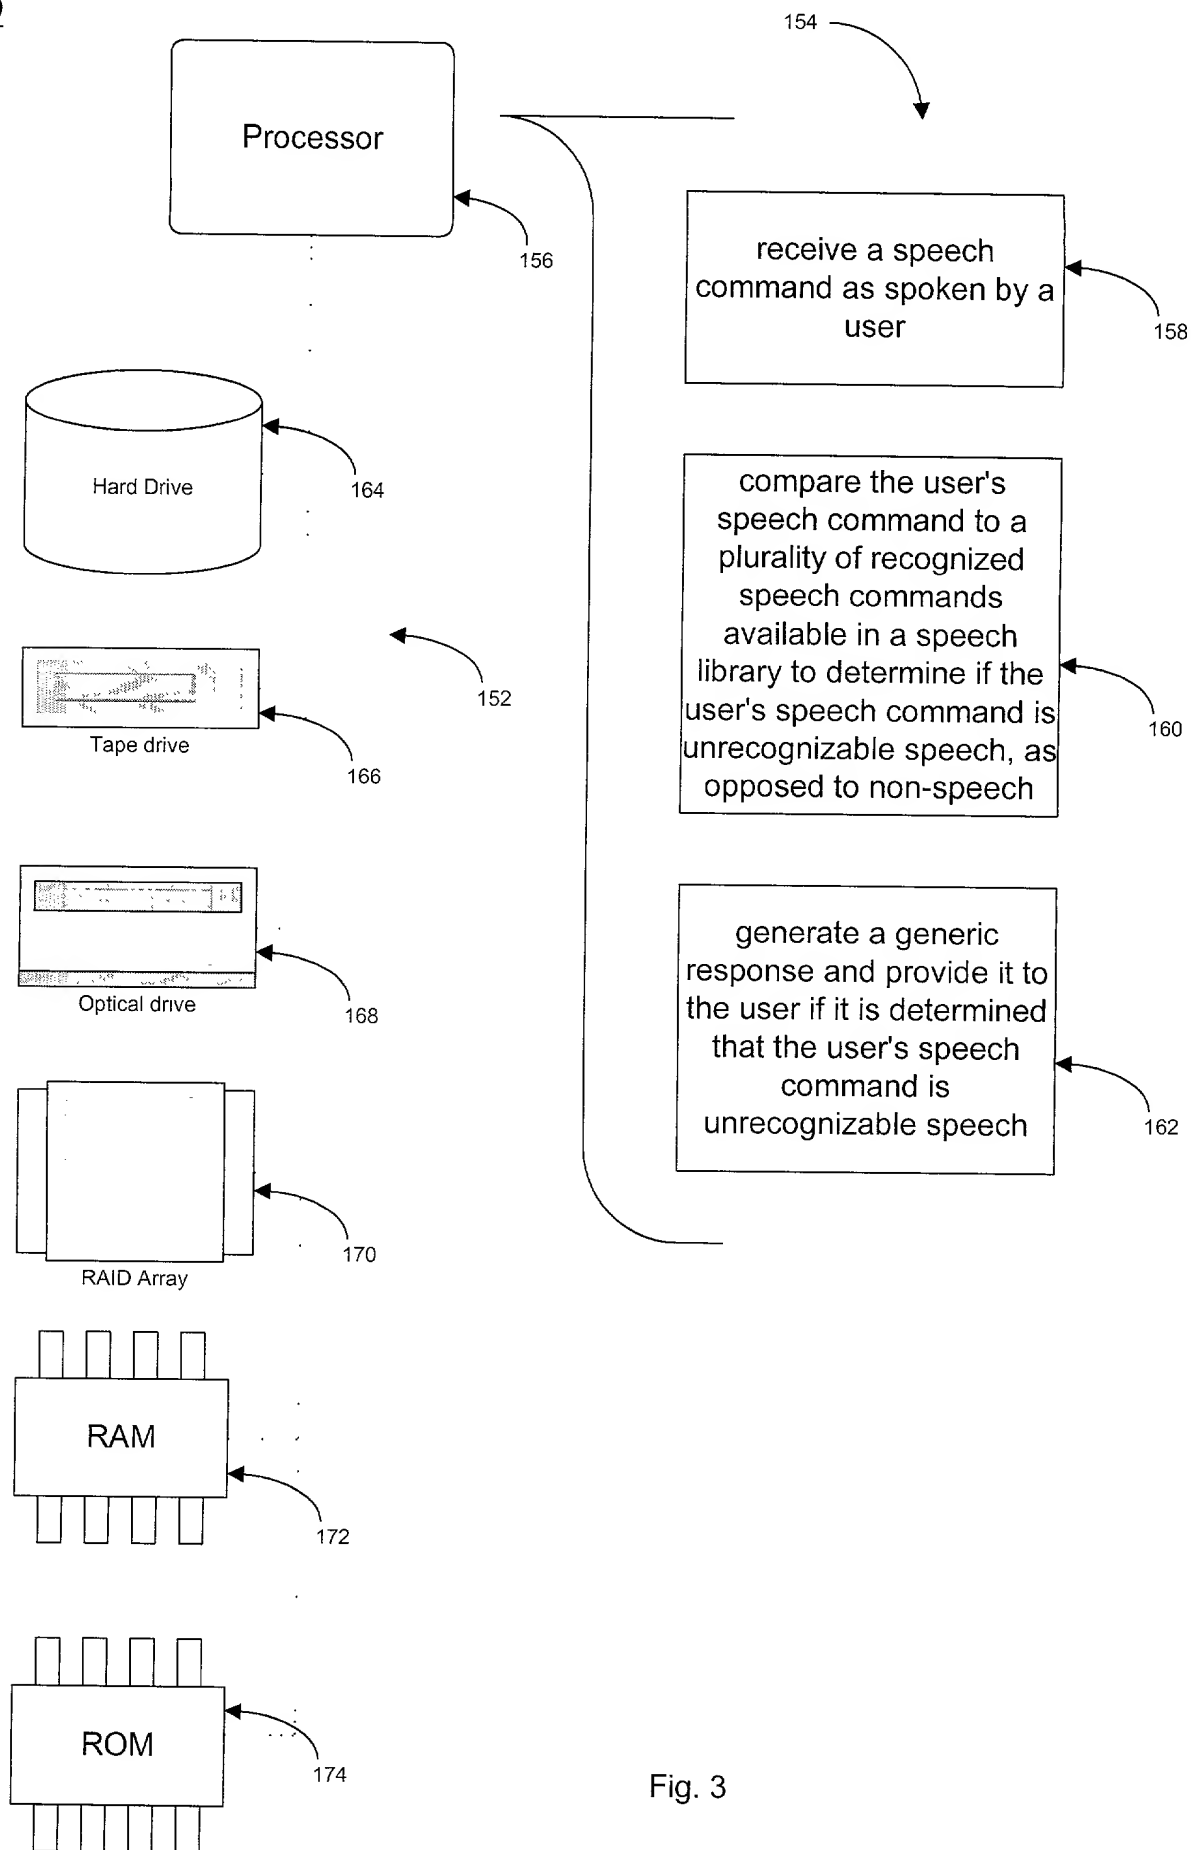 154
Processor
156
receive a speech
command as spoken by a
user
158
Hard Drive
164
compare the user's
speech command to a
plurality of recognized
speech commands
available in a speech
library to determine if the
user's speech command is
unrecognizable speech, as
opposed to non-speech
160
152
Tape drive
166
generate a generic
response and provide it to
the user if it is determined
that the user's speech
command is
unrecognizable speech
162
Optical drive
168
RAID Array
170
RAM
172
ROM
174
Fig. 3